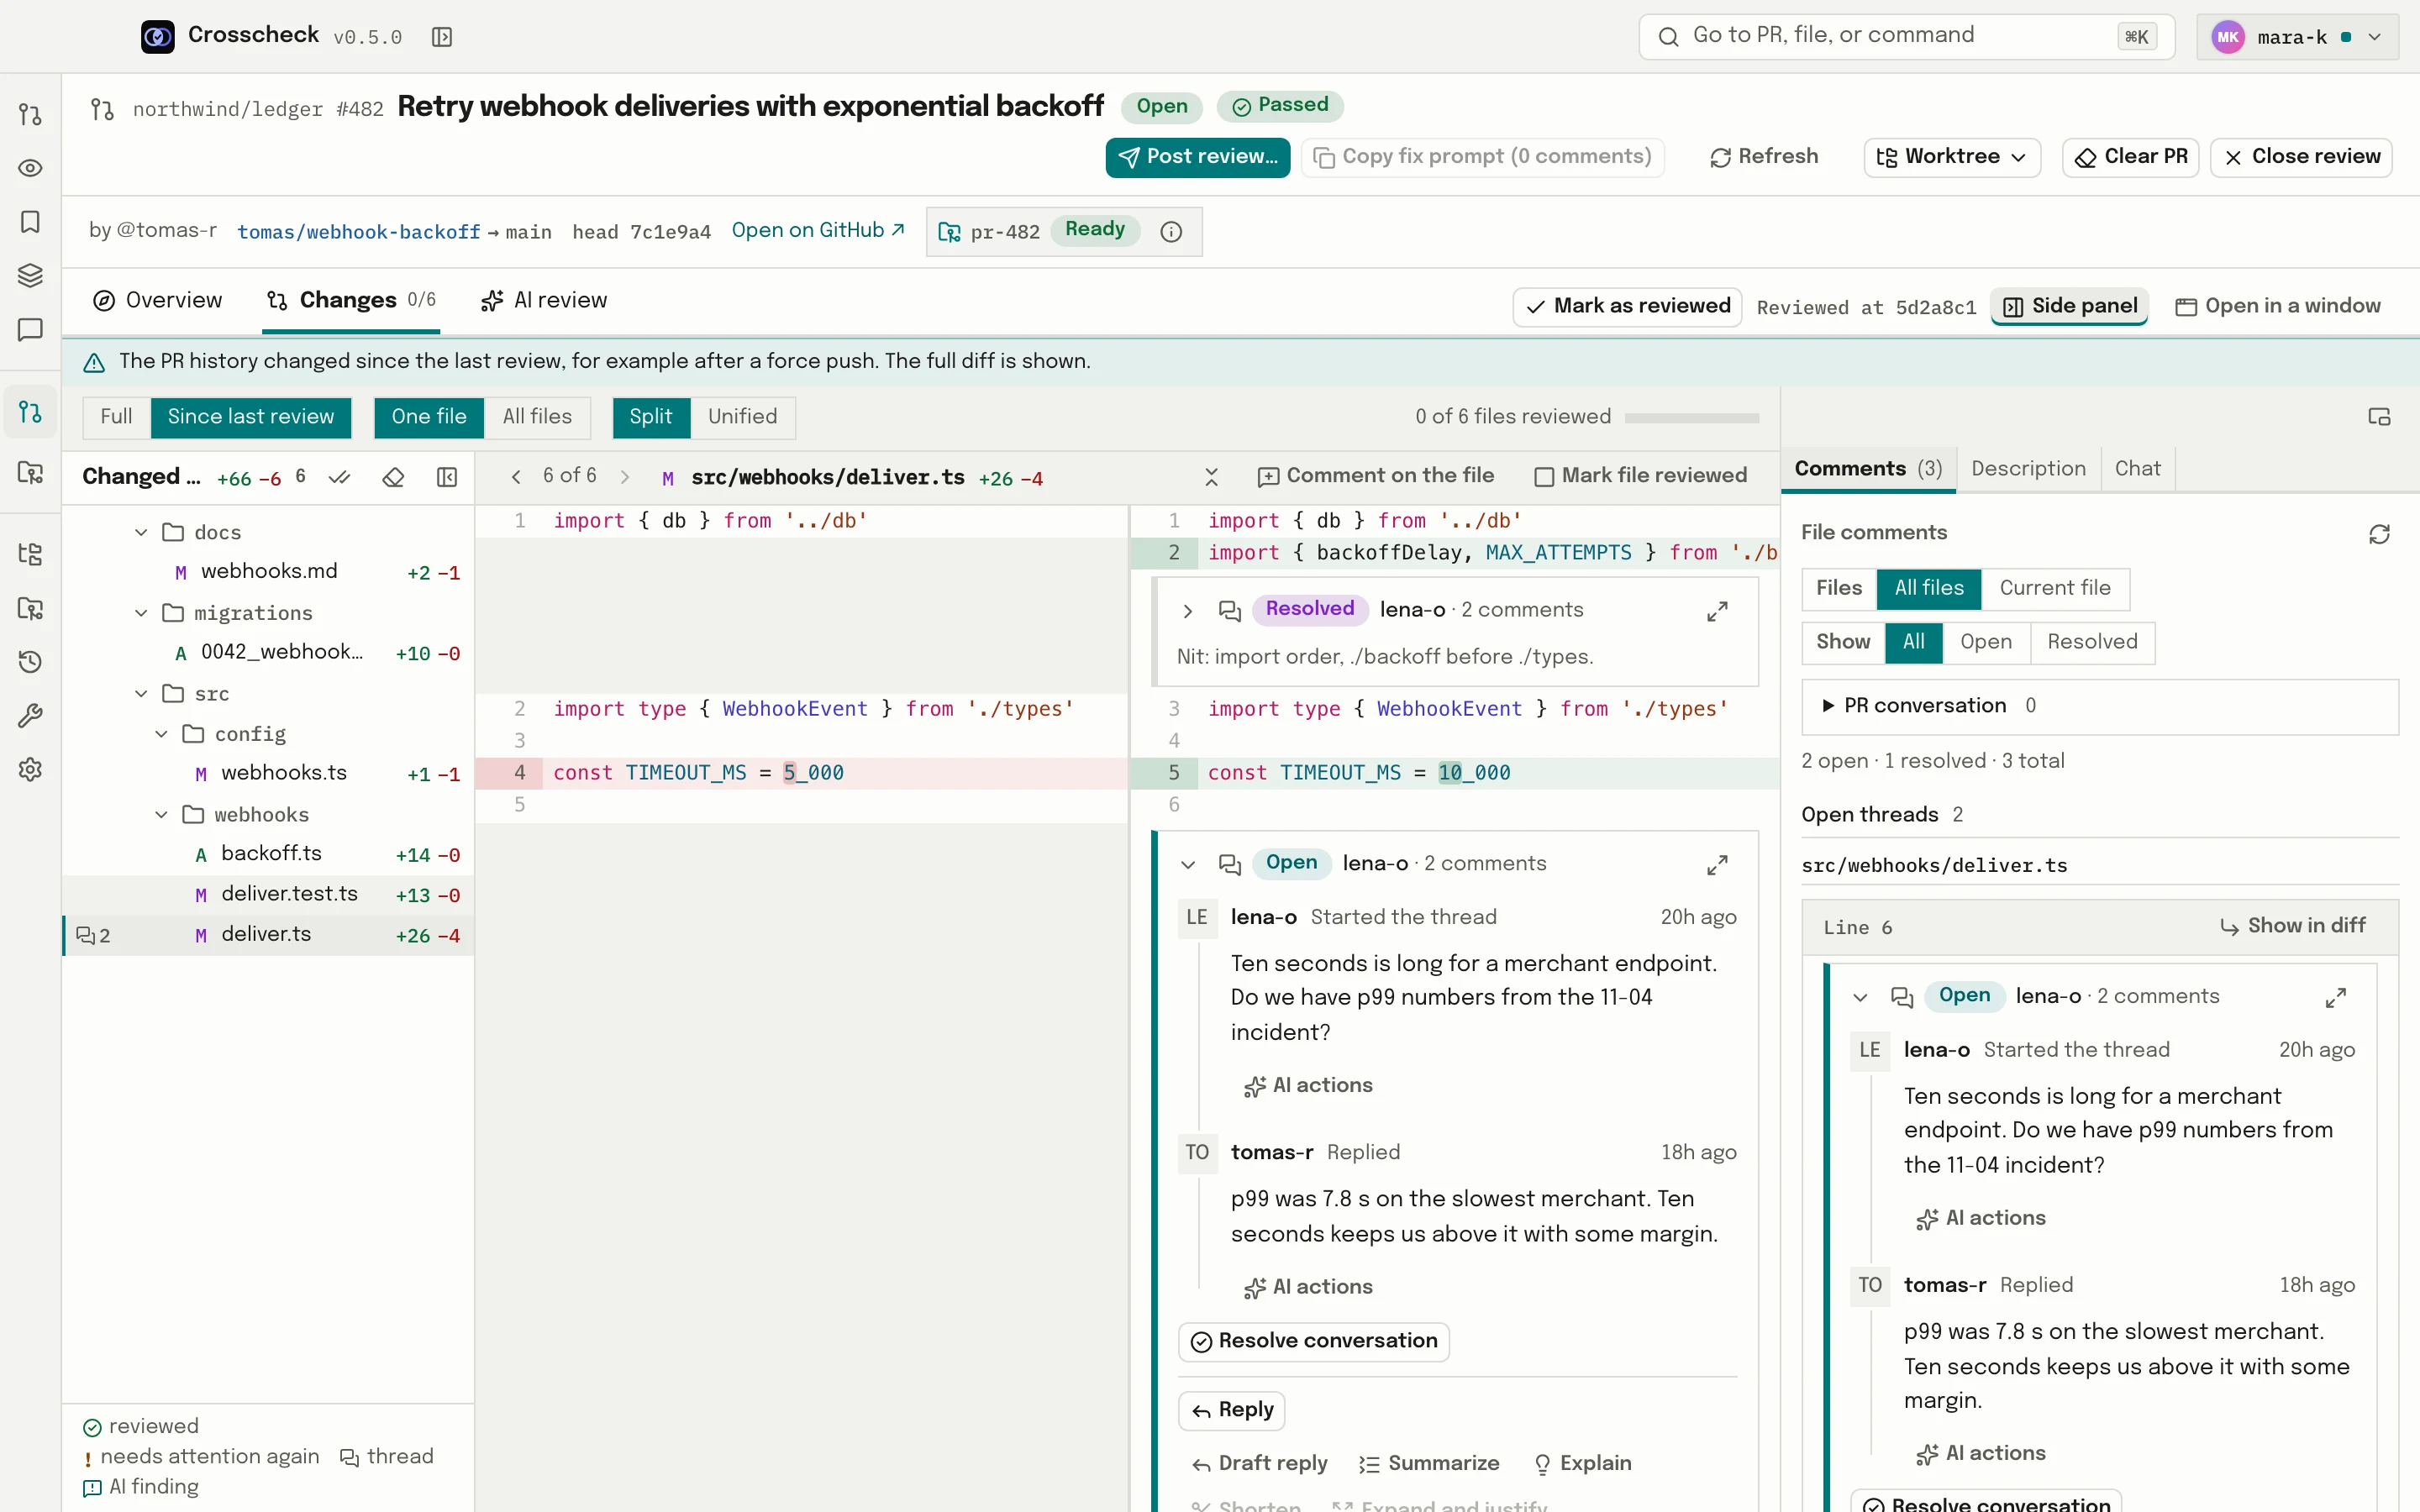 Crosscheck v0.5.0
Go to PR, file, or command ⌘K
MK mara-k
northwind/ledger #482 Retry webhook deliveries with exponential backoff Open Passed
Post review… Copy fix prompt (0 comments) Refresh Worktree Clear PR Close review
by @tomas-r tomas/webhook-backoff → main head 7c1e9a4 Open on GitHub ↗ pr-482 Ready
Overview Changes 0/6 AI review
Mark as reviewed Reviewed at 5d2a8c1 Side panel Open in a window
The PR history changed since the last review, for example after a force push. The full diff is shown.
Full Since last review One file All files Split Unified 0 of 6 files reviewed
Changed … +66 −6 6
docs
M webhooks.md +2 −1
migrations
A 0042_webhook… +10 −0
src
config
M webhooks.ts +1 −1
webhooks
A backoff.ts +14 −0
M deliver.test.ts +13 −0
2 M deliver.ts +26 −4
reviewed
! needs attention again thread
AI finding
6 of 6 M src/webhooks/deliver.ts +26 −4 Comment on the file Mark file reviewed
1 import { db } from '../db'
2 import type { WebhookEvent } from './types'
3
4 const TIMEOUT_MS = 5_000
5
1 import { db } from '../db'
2 import { backoffDelay, MAX_ATTEMPTS } from './b
Resolved lena-o · 2 comments
Nit: import order, ./backoff before ./types.
3 import type { WebhookEvent } from './types'
4
5 const TIMEOUT_MS = 10_000
6
Open lena-o · 2 comments
LE lena-o Started the thread 20h ago
Ten seconds is long for a merchant endpoint.
Do we have p99 numbers from the 11-04
incident?
AI actions
TO tomas-r Replied 18h ago
p99 was 7.8 s on the slowest merchant. Ten
seconds keeps us above it with some margin.
AI actions
Resolve conversation
Reply
Draft reply Summarize Explain
Shorten Expand and justify
Comments (3) Description Chat
File comments
Files All files Current file
Show All Open Resolved
PR conversation 0
2 open · 1 resolved · 3 total
Open threads 2
src/webhooks/deliver.ts
Line 6 Show in diff
Open lena-o · 2 comments
LE lena-o Started the thread 20h ago
Ten seconds is long for a merchant
endpoint. Do we have p99 numbers from
the 11-04 incident?
AI actions
TO tomas-r Replied 18h ago
p99 was 7.8 s on the slowest merchant.
Ten seconds keeps us above it with some
margin.
AI actions
Resolve conversation